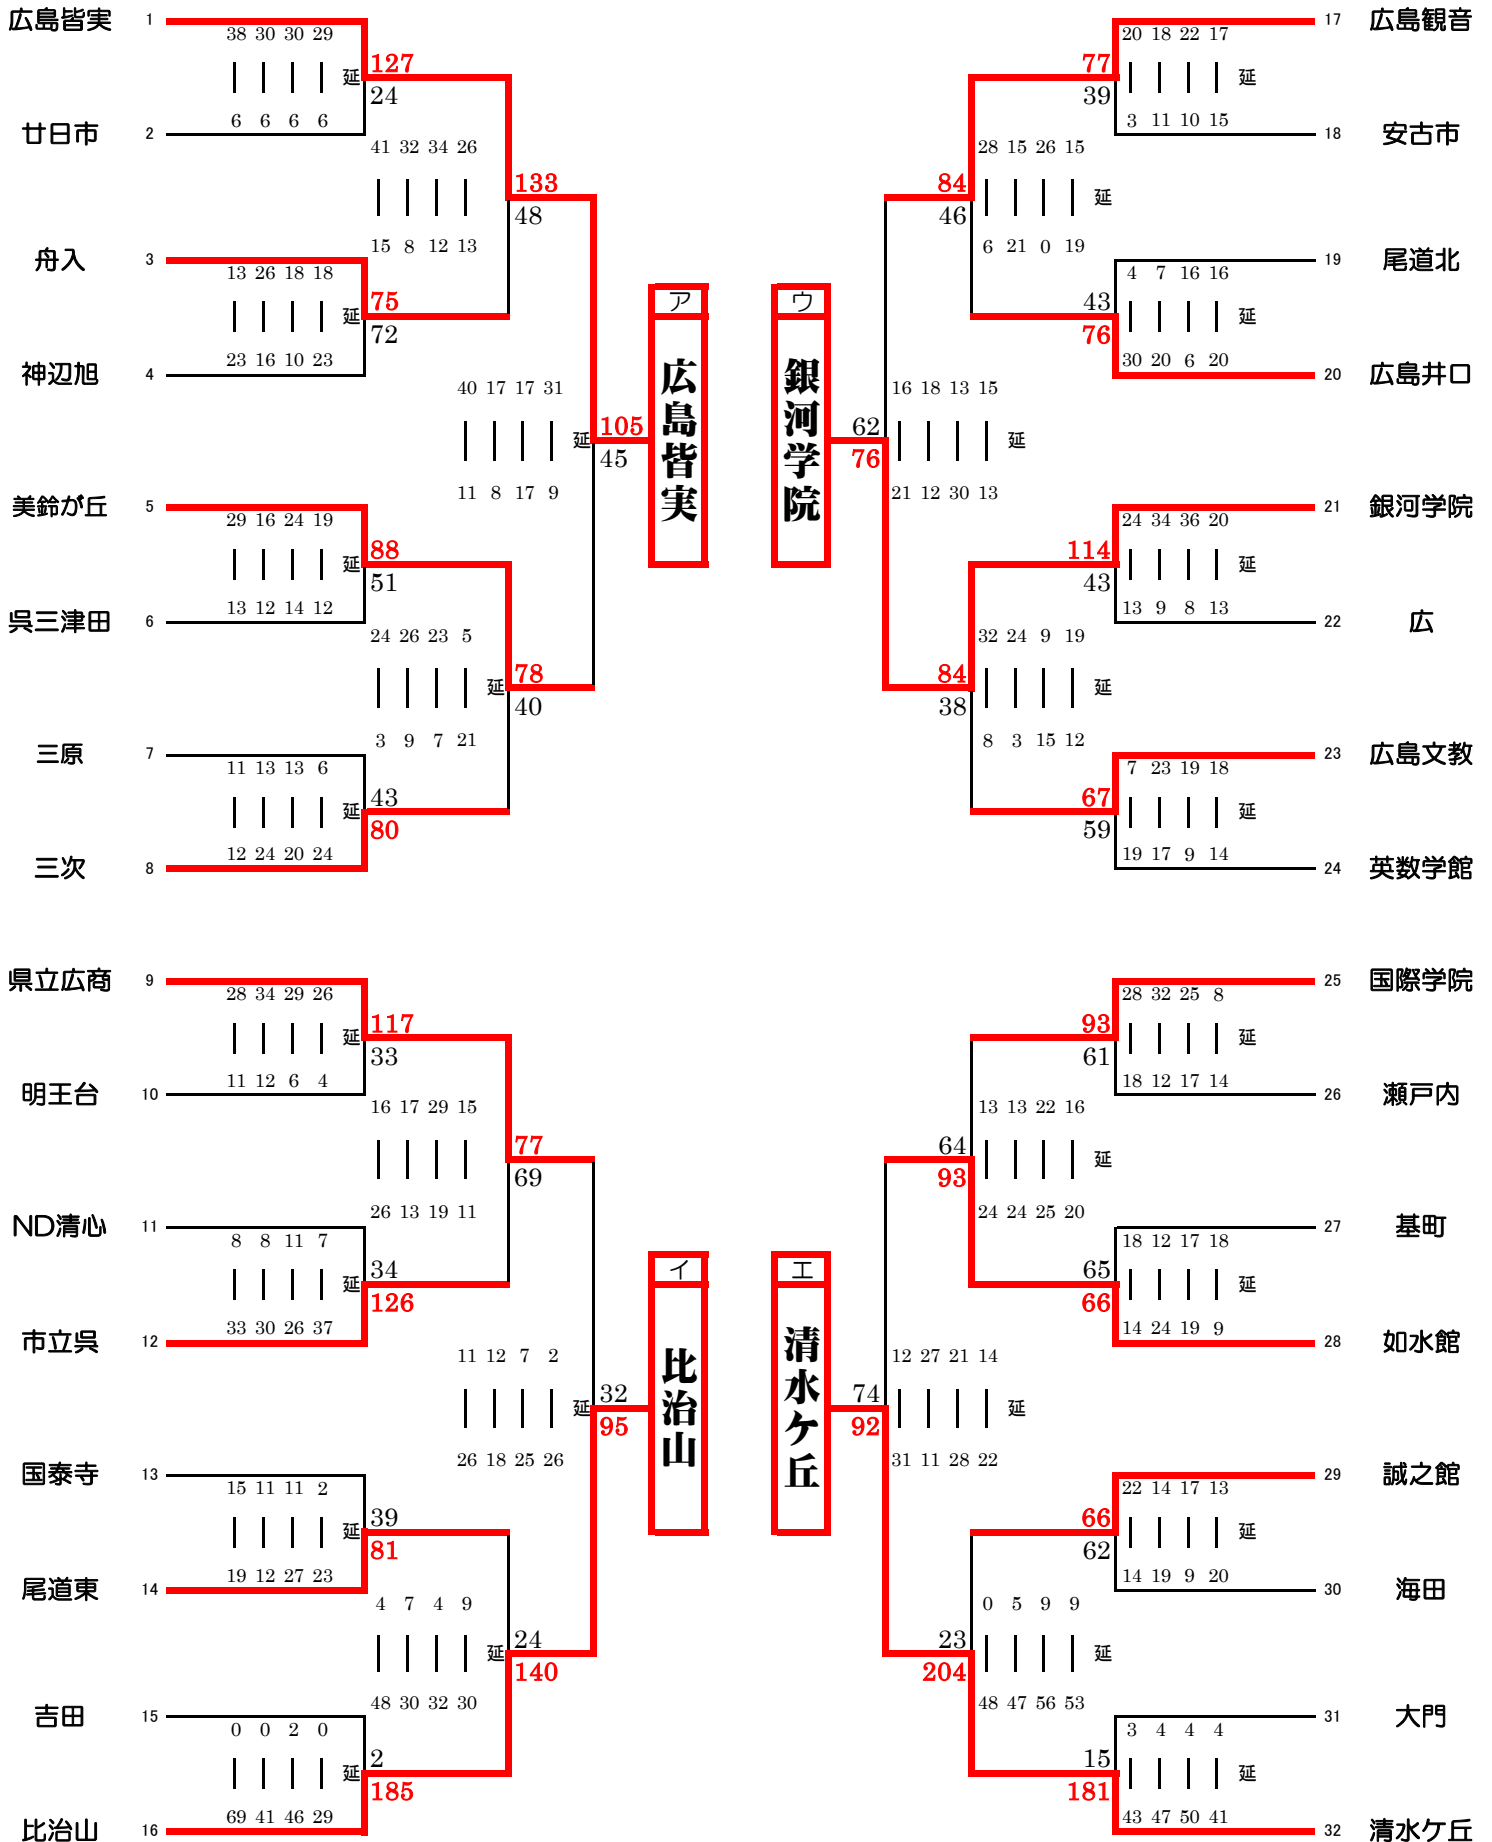 広島皆実 1
38 30 30 29
延
127
24
6 6 6 6
廿日市 2
41 32 34 26
133
48
15 8 12 13
舟入 3
13 26 18 18
延
75
72
23 16 10 23
神辺旭 4
40 17 17 31
延
105
45
11 8 17 9
ア
広島皆実
美鈴が丘 5
29 16 24 19
延
88
51
13 12 14 12
呉三津田 6
24 26 23 5
延
78
40
3 9 7 21
三原 7
11 13 13 6
延
43
80
12 24 20 24
三次 8
県立広商 9
28 34 29 26
延
117
33
11 12 6 4
明王台 10
16 17 29 15
77
69
26 13 19 11
ND清心 11
8 8 11 7
延
34
126
33 30 26 37
市立呉 12
11 12 7 2
延
32
95
26 18 25 26
イ
比治山
国泰寺 13
15 11 11 2
延
39
81
19 12 27 23
尾道東 14
4 7 4 9
延
24
140
48 30 32 30
吉田 15
0 0 2 0
延
2
185
69 41 46 29
比治山 16
17 広島観音
20 18 22 17
77
延
39
3 11 10 15
18 安古市
28 15 26 15
84
延
46
6 21 0 19
19 尾道北
4 7 16 16
43
延
76
30 20 6 20
20 広島井口
16 18 13 15
62
延
76
21 12 30 13
ウ
銀河学院
21 銀河学院
24 34 36 20
114
延
43
13 9 8 13
22 広
32 24 9 19
84
延
38
8 3 15 12
23 広島文教
7 23 19 18
67
延
59
19 17 9 14
24 英数学館
25 国際学院
28 32 25 8
93
延
61
18 12 17 14
26 瀬戸内
13 13 22 16
64
延
93
24 24 25 20
27 基町
18 12 17 18
65
延
66
14 24 19 9
28 如水館
12 27 21 14
74
延
92
31 11 28 22
エ
清水ケ丘
29 誠之館
22 14 17 13
66
延
62
14 19 9 20
30 海田
0 5 9 9
23
延
204
48 47 56 53
31 大門
3 4 4 4
15
延
181
43 47 50 41
32 清水ケ丘